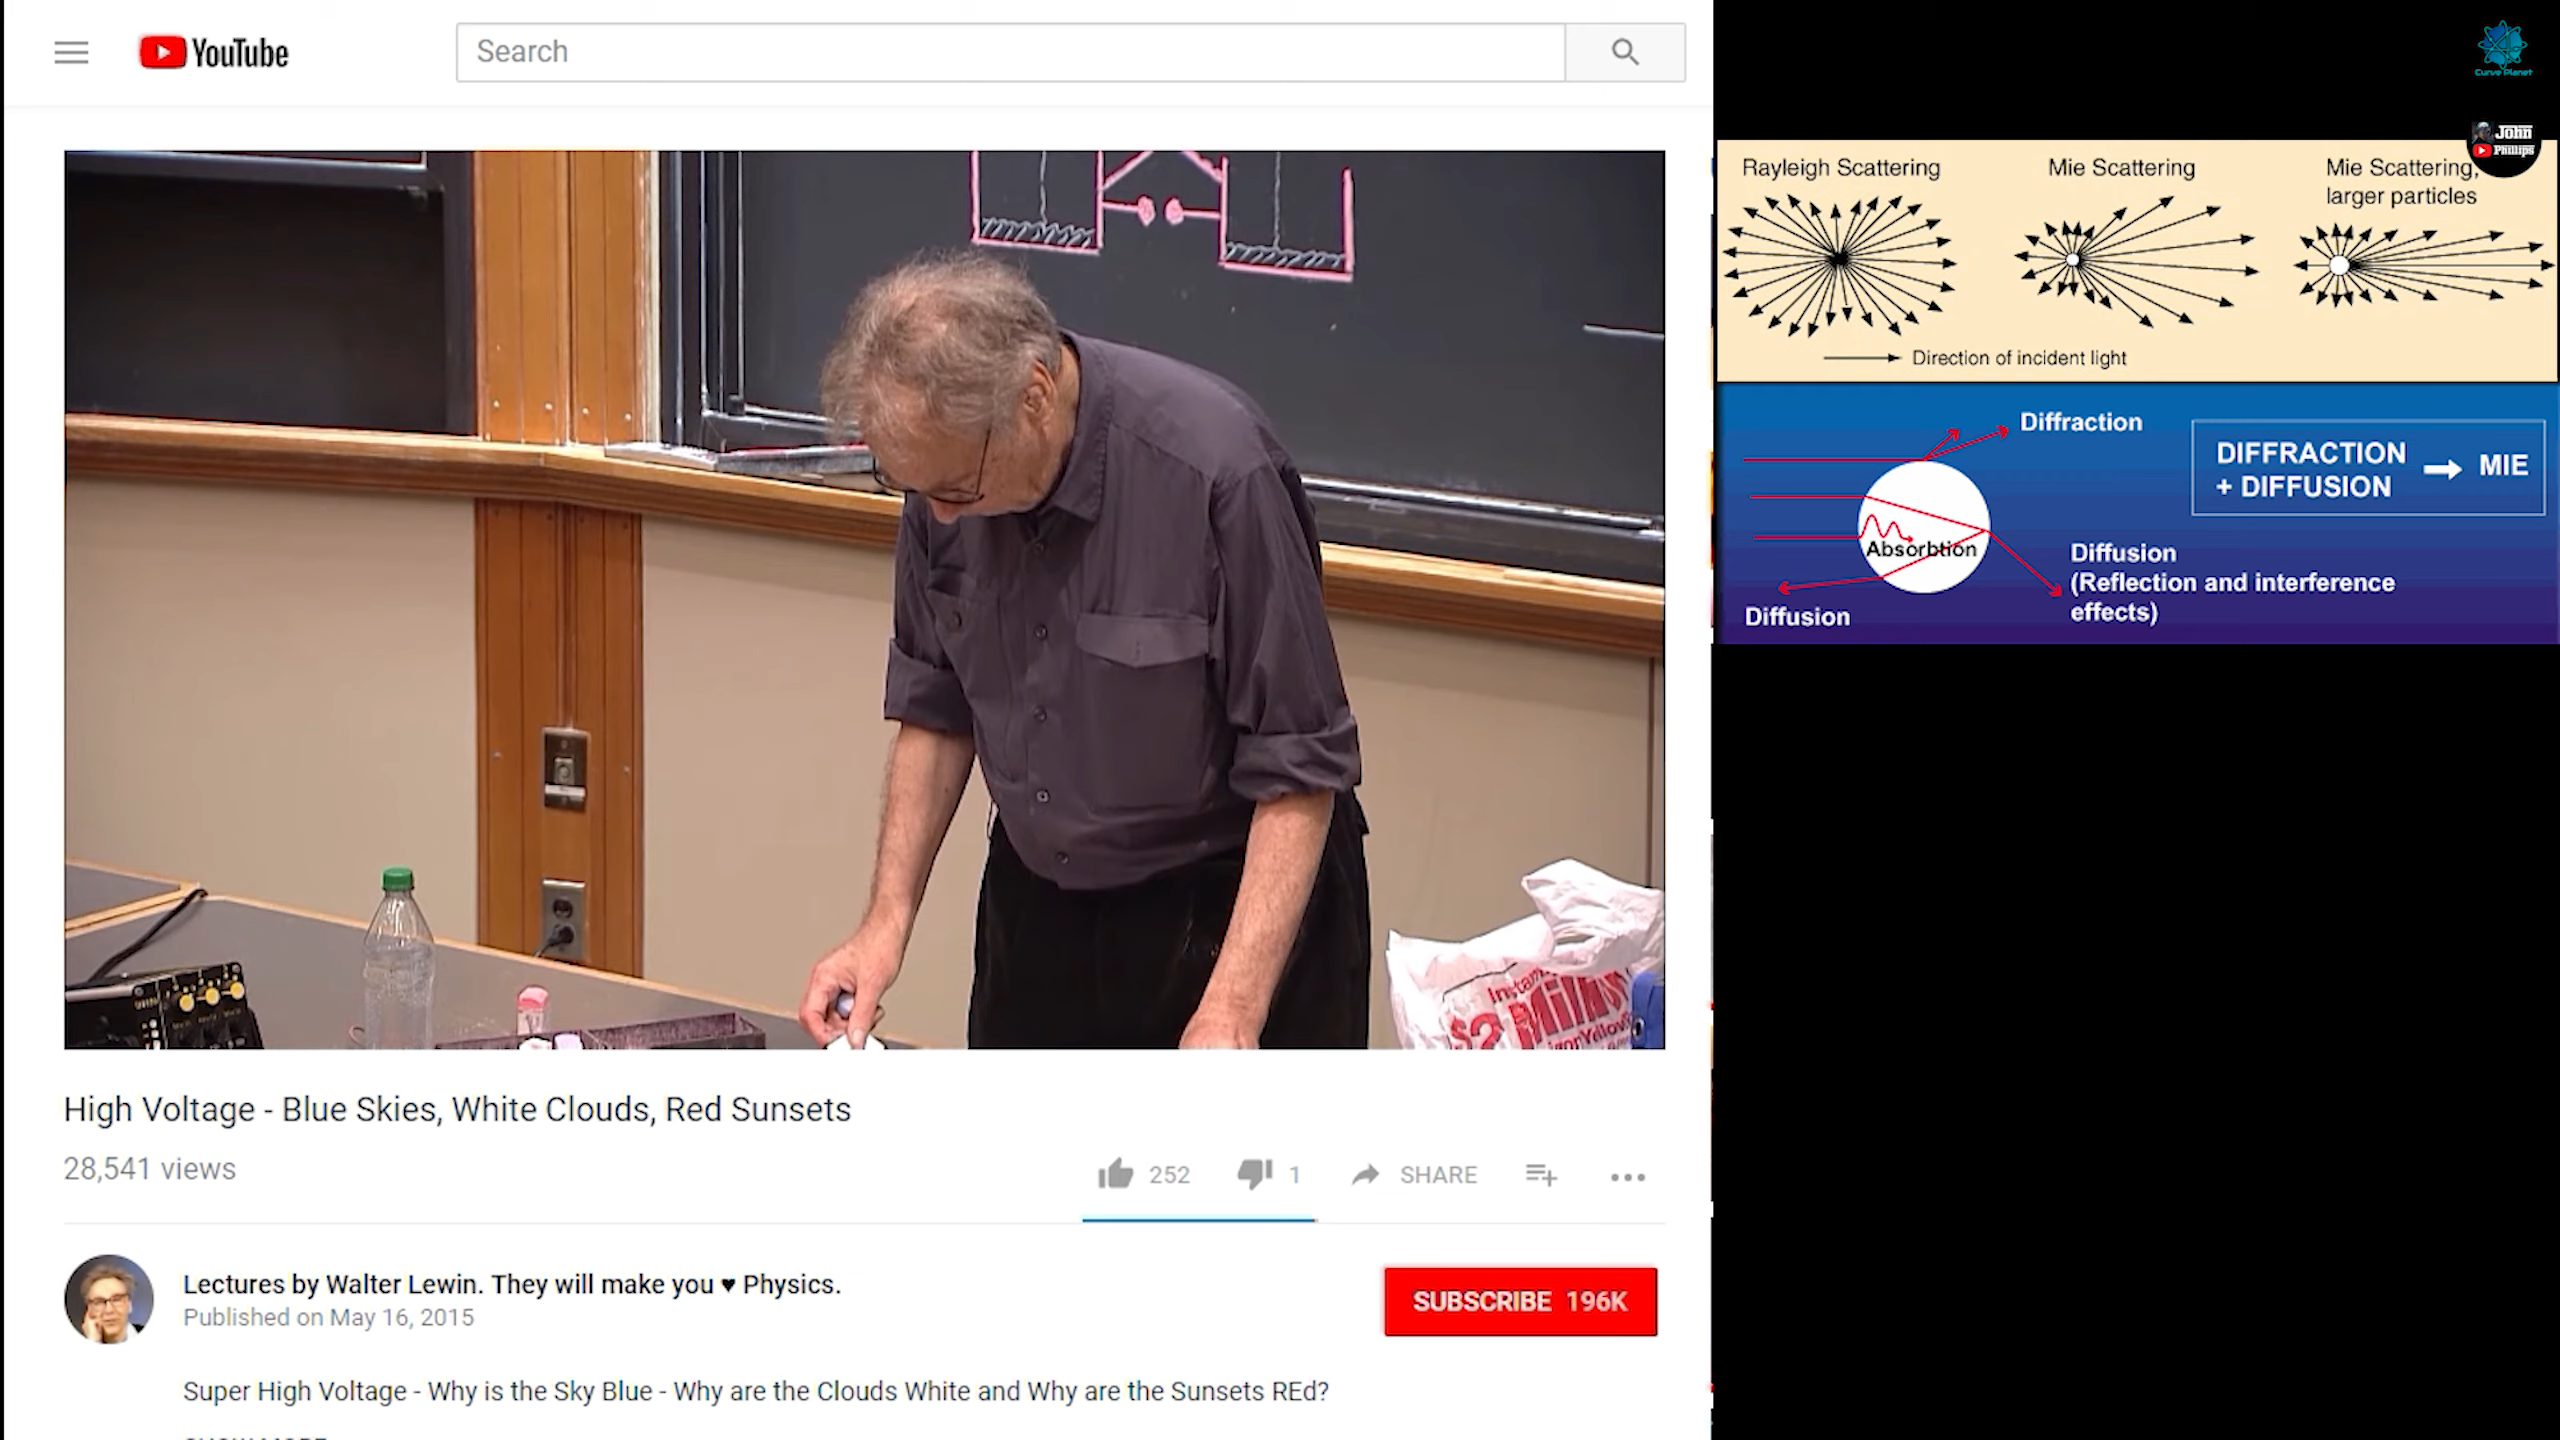 YouTube
Search
High Voltage - Blue Skies, White Clouds, Red Sunsets
28,541 views
252
1
SHARE
Lectures by Walter Lewin. They will make you ♥ Physics.
Published on May 16, 2015
SUBSCRIBE 196K
Super High Voltage - Why is the Sky Blue - Why are the Clouds White and Why are the Sunsets REd?
$2
Curve Planet
John
Phillips
Rayleigh Scattering
Mie Scattering
Mie Scattering,
larger particles
Direction of incident light
Diffraction
DIFFRACTION
+ DIFFUSION
MIE
Absorbtion
Diffusion
(Reflection and interference
effects)
Diffusion